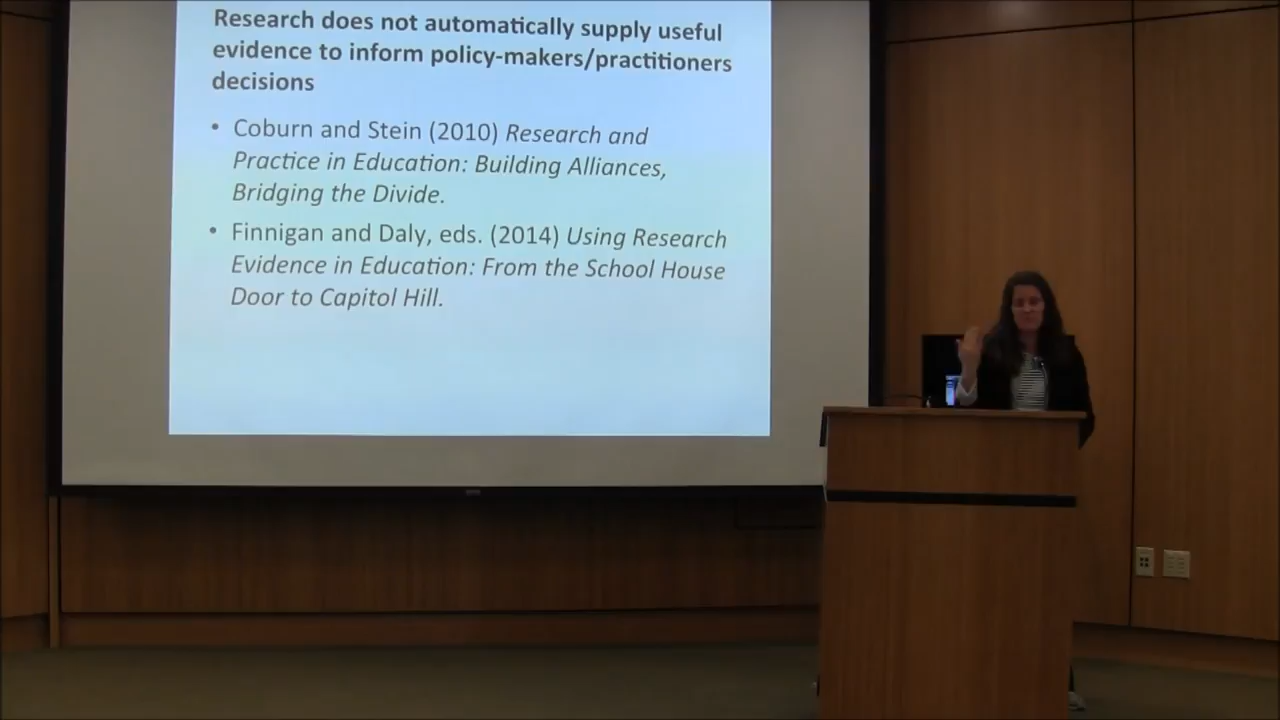 Research does not automatically supply useful
evidence to inform policy-makers/practitioners
decisions
• Coburn and Stein (2010) Research and
Practice in Education: Building Alliances,
Bridging the Divide.
• Finnigan and Daly, eds. (2014) Using Research
Evidence in Education: From the School House
Door to Capitol Hill.